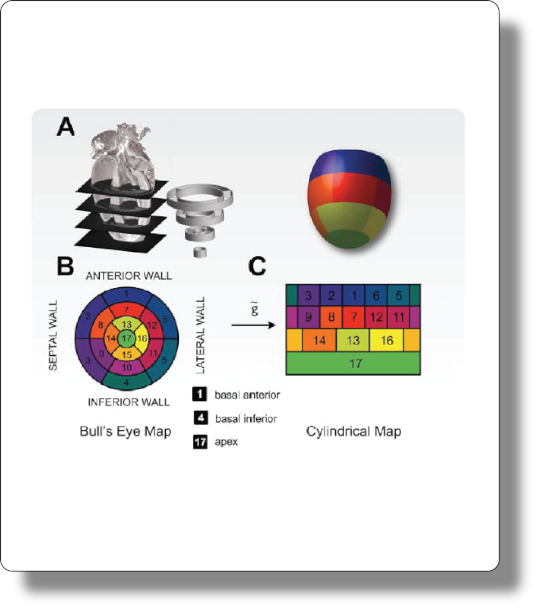 A
B
C
ANTERIOR WALL
SEPTAL WALL
LATERAL WALL
INFERIOR WALL
1
2
7
6
8
13
12
14
17
16
3
9
15
11
5
10
4
g̃
3 2 1 6 5
9 8 7 12 11
14 13 16
17
1 basal anterior
4 basal inferior
17 apex
Bull's Eye Map
Cylindrical Map